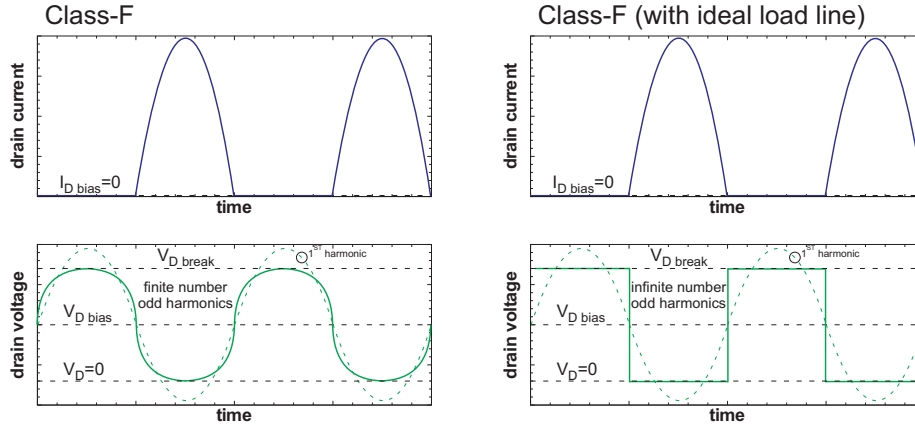 Class-F
drain current
I_D bias=0
time
drain voltage
V_D break
1ST harmonic
finite number
odd harmonics
V_D bias
V_D=0
time
Class-F (with ideal load line)
drain current
I_D bias=0
time
drain voltage
V_D break
1ST harmonic
infinite number
odd harmonics
V_D bias
V_D=0
time